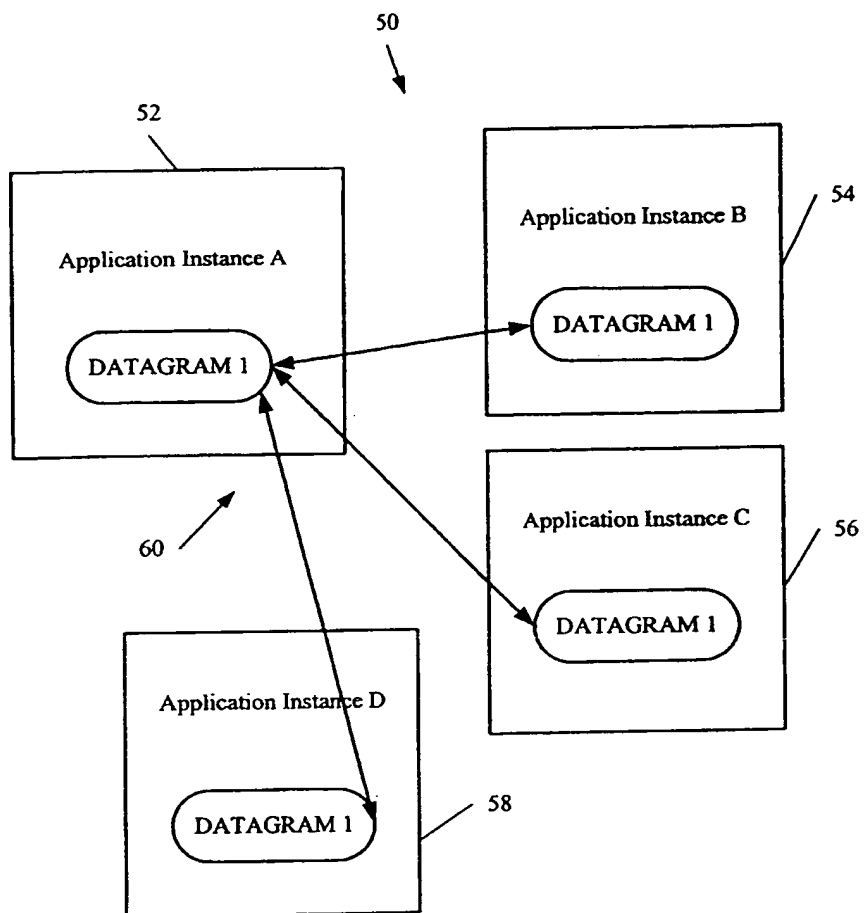 50
52
54
Application Instance B
Application Instance A
DATAGRAM 1
DATAGRAM 1
Application Instance C
56
60
DATAGRAM 1
Application Instance D
58
DATAGRAM 1